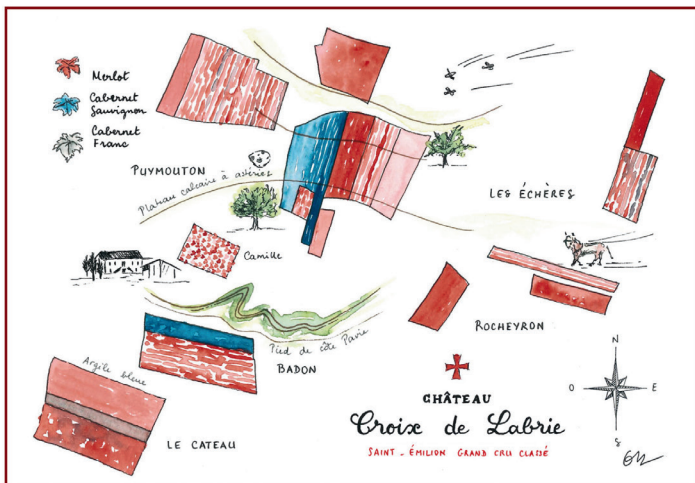 Merlot
Cabernet
Sauvignon
Cabernet
Franc
PUYMOUTON
Plateau calcaire à astéries
LES ÉCHÈRES
Camille
ROCHEYRON
Pied de côte Pavie
BADON
Argile bleue
LE CATEAU
CHÂTEAU
Croix de Labrie
SAINT-ÉMILION GRAND CRU CLASSÉ
N
O
E
S